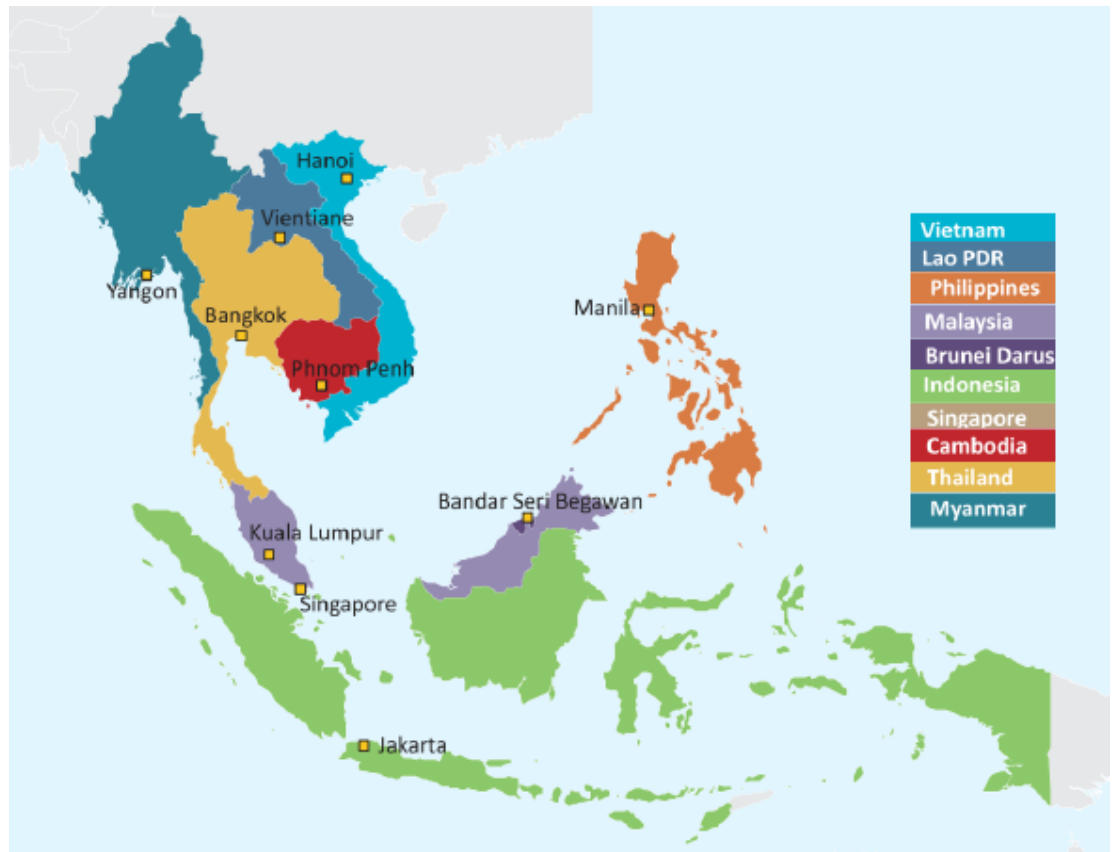 Hanoi
Vientiane
Yangon
Bangkok
Phnom Penh
Manila
Bandar Seri Begawan
Kuala Lumpur
Singapore
Jakarta
Vietnam
Lao PDR
Philippines
Malaysia
Brunei Darus
Indonesia
Singapore
Cambodia
Thailand
Myanmar